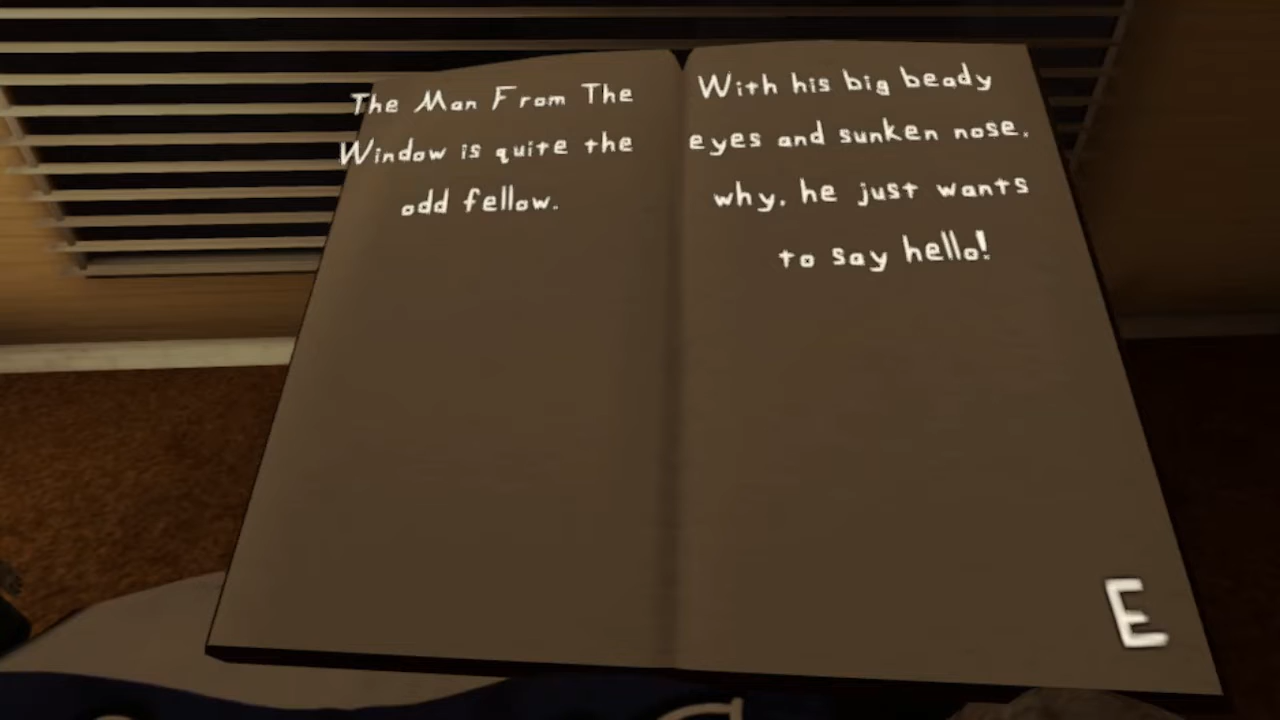 The Man From The
Window is quite the
odd fellow.
With his big beady
eyes and sunken nose.
why, he just wants
to say hello!
E